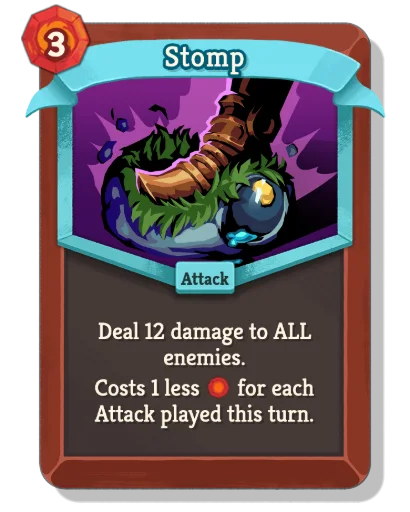 3
Stomp
Attack
Deal 12 damage to ALL
enemies.
Costs 1 less for each
Attack played this turn.